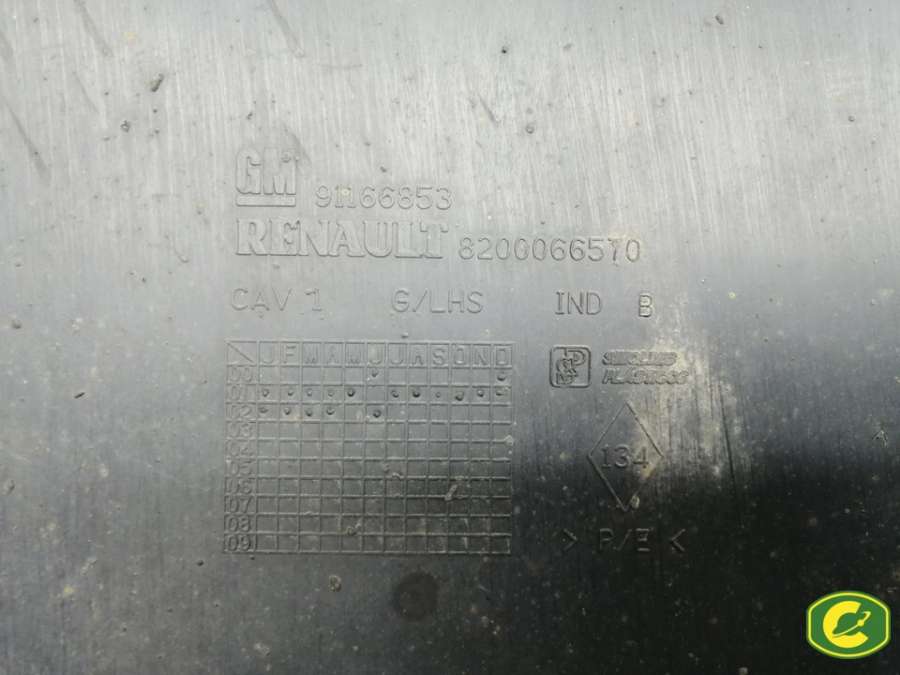 GM 91166853
RENAULT 8200066570
CAV 1 G/LHS IND B
J F M A M J J A S O N D
00
01
02
03
04
05
06
07
08
09
PLASTICOS
134
> P/E <
C